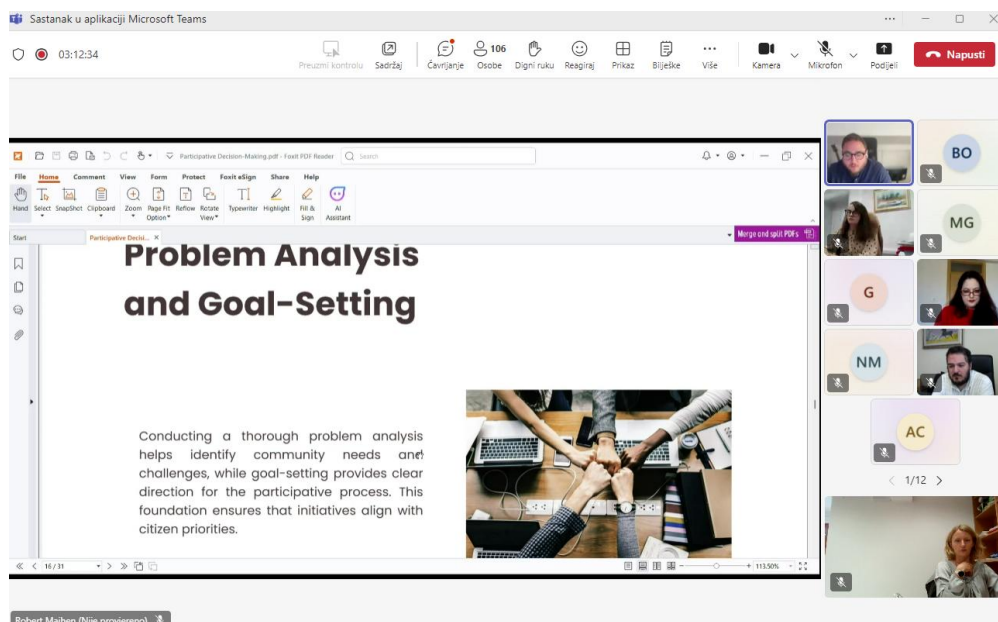 Sastanak u aplikaciji Microsoft Teams
03:12:34
Preuzmi kontrolu
Sadržaj
Ćavrljanje
106
Osobe
Digni ruku
Reagiraj
Prikaz
Bilješke
Više
Kamera
Mikrofon
Podijeli
Napusti
Participative Decision-Making.pdf - Foxit PDF Reader
Search
File Home Comment View Form Protect Foxit eSign Share Help
Hand Select SnapShot Clipboard Zoom Page Fit Option Reflow Rotate View Typewriter Highlight Fill & Sign AI Assistant
Start
Participative Decisi...
Merge and split PDFs
Problem Analysis
and Goal-Setting
Conducting a thorough problem analysis
helps identify community needs and
challenges, while goal-setting provides clear
direction for the participative process. This
foundation ensures that initiatives align with
citizen priorities.
16 / 31
113.50%
BO
MG
G
NM
AC
1/12
Robert Majhen (Nije provjereno)